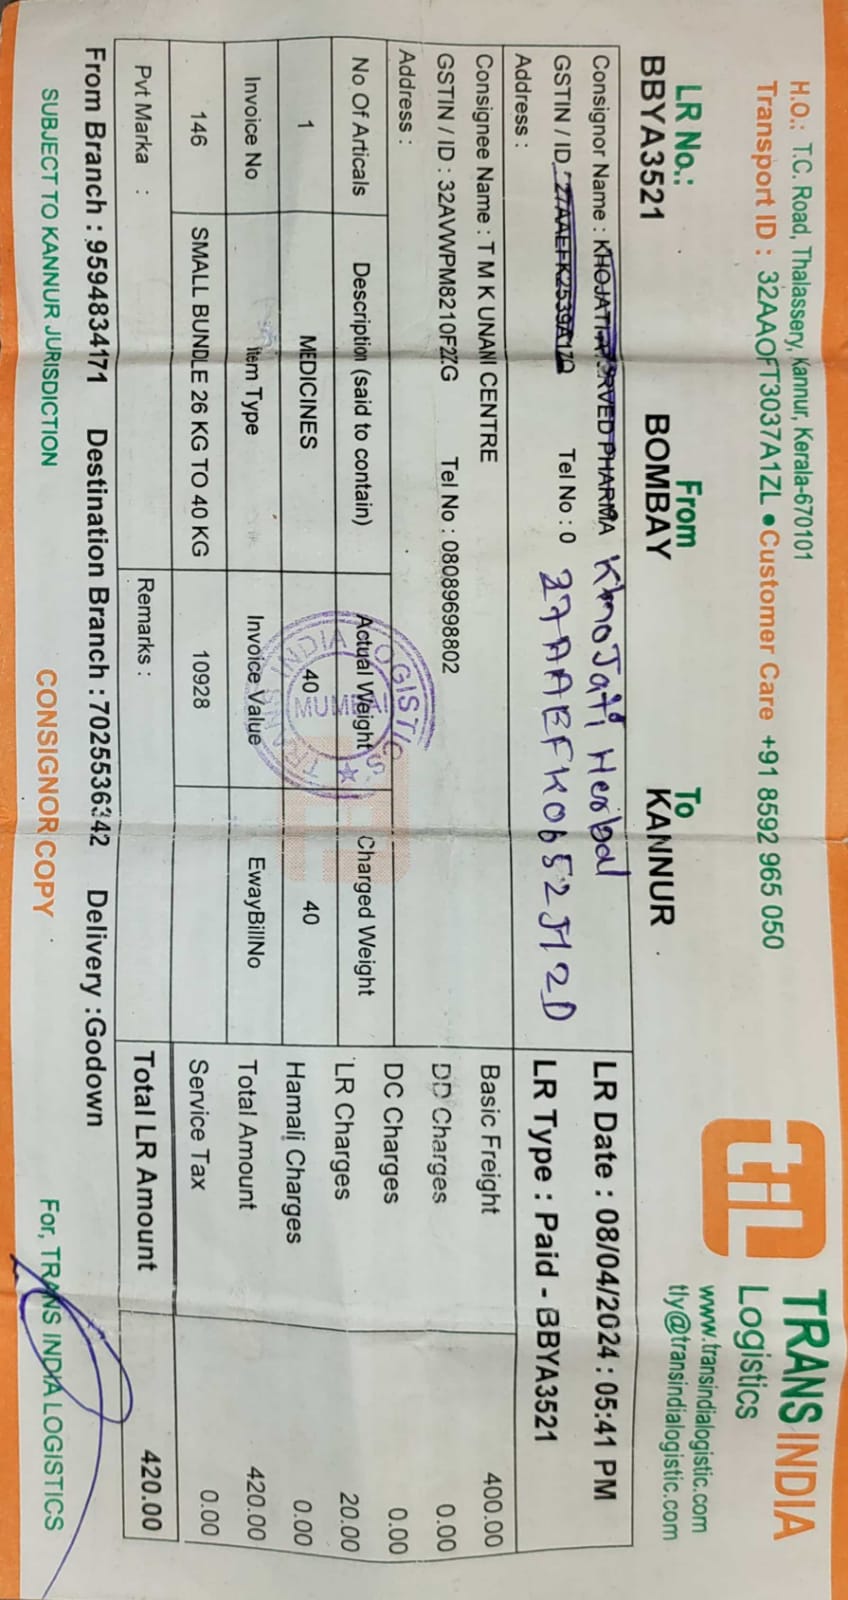 TRANS INDIA
Logistics
www.transindialogistic.com
tly@transindialogistic.com
H.O.: T.C. Road, Thalassery, Kannur, Kerala-670101
Transport ID : 32AAOFT3037A1ZL ● Customer Care +91 8592 965 050
LR No.: From To
BBYA3521 BOMBAY KANNUR
Consignor Name : KHOJATI AYURVED PHARMA KhoJati Herbal
GSTIN / ID : 27AAEFK2539A1ZQ Tel No : 0 27AAEFK0652J1ZD
Address :
LR Date : 08/04/2024 : 05:41 PM
LR Type : Paid - BBYA3521
Consignee Name : T M K UNANI CENTRE
GSTIN / ID : 32AVWPM8210F2ZG Tel No : 08089698802
Address :
Basic Freight 400.00
DD Charges 0.00
DC Charges 0.00
LR Charges 20.00
Hamali Charges 0.00
Total Amount 420.00
Service Tax 0.00
Total LR Amount 420.00
No Of Articals Description (said to contain) Actual Weight Charged Weight
1 MEDICINES 40 40
Invoice No Item Type Invoice Value EwayBillNo
146 SMALL BUNDLE 26 KG TO 40 KG 10928
Pvt Marka : Remarks :
From Branch : 9594834171 Destination Branch : 7025536342 Delivery :Godown
SUBJECT TO KANNUR JURISDICTION CONSIGNOR COPY For, TRANS INDIA LOGISTICS